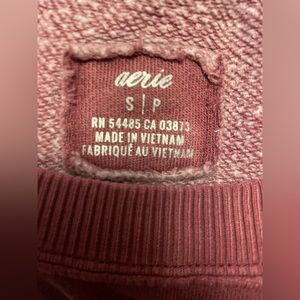 aerie
S | P
RN 54485 CA 03873
MADE IN VIETNAM
FABRIQUÉ AU VIETNAM